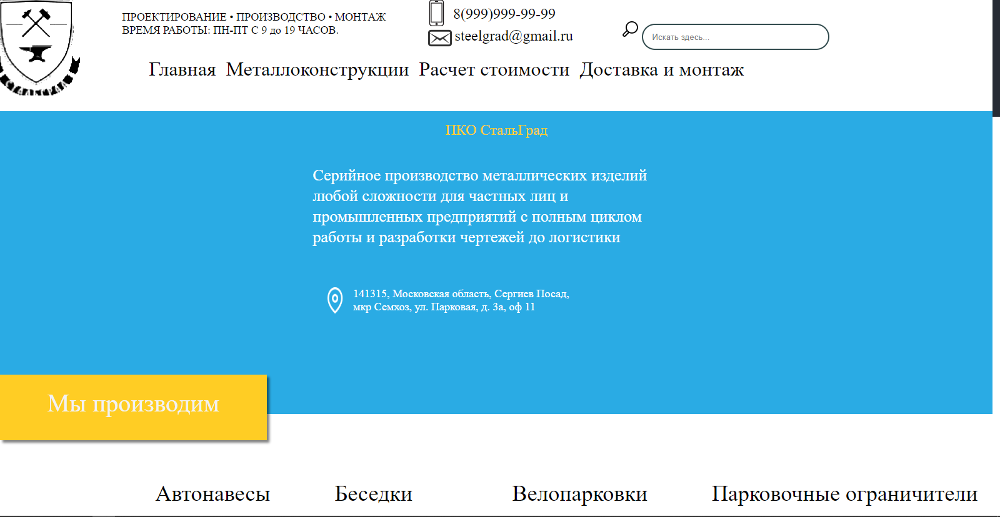 ПРОЕКТИРОВАНИЕ • ПРОИЗВОДСТВО • МОНТАЖ
ВРЕМЯ РАБОТЫ: ПН-ПТ С 9 до 19 ЧАСОВ.
8(999)999-99-99
steelgrad@gmail.ru
Искать здесь...
Главная Металлоконструкции Расчет стоимости Доставка и монтаж
ПКО СтальГрад
Серийное производство металлических изделий
любой сложности для частных лиц и
промышленных предприятий с полным циклом
работы и разработки чертежей до логистики
141315, Московская область, Сергиев Посад,
мкр Семхоз, ул. Парковая, д. 3а, оф 11
Мы производим
Автонавесы Беседки Велопарковки Парковочные ограничители